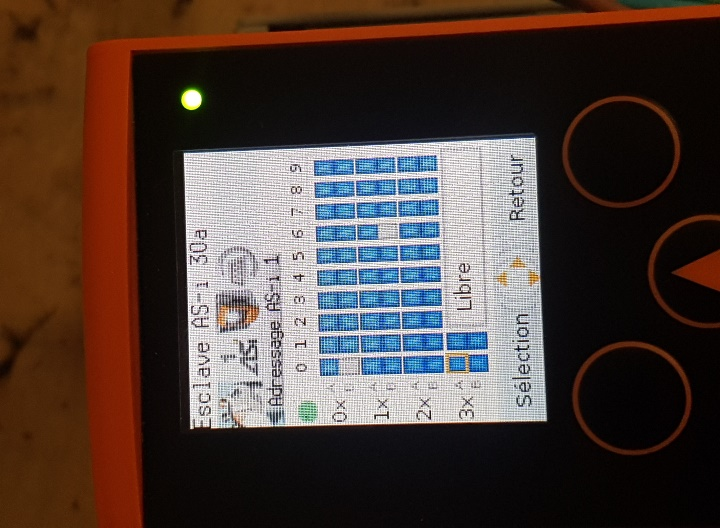 Esclave AS-i 30a
Adressage AS-i 1
0 1 2 3 4 5 6 7 8 9
0x A
B
1x A
B
2x A
B
3x A
B
Libre
Sélection Retour